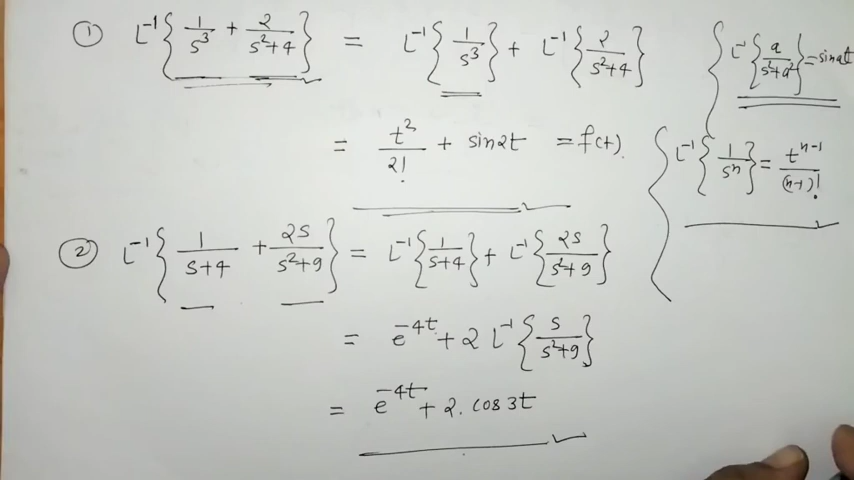 ① L⁻¹{ 1/s³ + 2/(s²+4) } = L⁻¹{ 1/s³ } + L⁻¹{ 2/(s²+4) }
L⁻¹{ a/(s²+a²) } = sinat
= t²/2! + sin2t = f(t).
L⁻¹{ 1/sⁿ } = tⁿ⁻¹/(n-1)!
② L⁻¹{ 1/(s+4) + 2s/(s²+9) } = L⁻¹{ 1/(s+4) } + L⁻¹{ 2s/(s²+9) }
= e⁻⁴ᵗ + 2 L⁻¹{ s/(s²+9) }
= e⁻⁴ᵗ + 2. cos3t